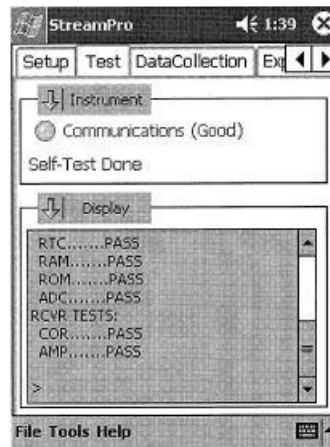 StreamPro 1:39
Setup Test DataCollection Exp
Instrument
Communications (Good)
Self-Test Done
Display
RTC.......PASS
RAM.......PASS
ROM.......PASS
ADC.......PASS
RCVR TESTS:
COR.......PASS
AMP.......PASS
>
File Tools Help